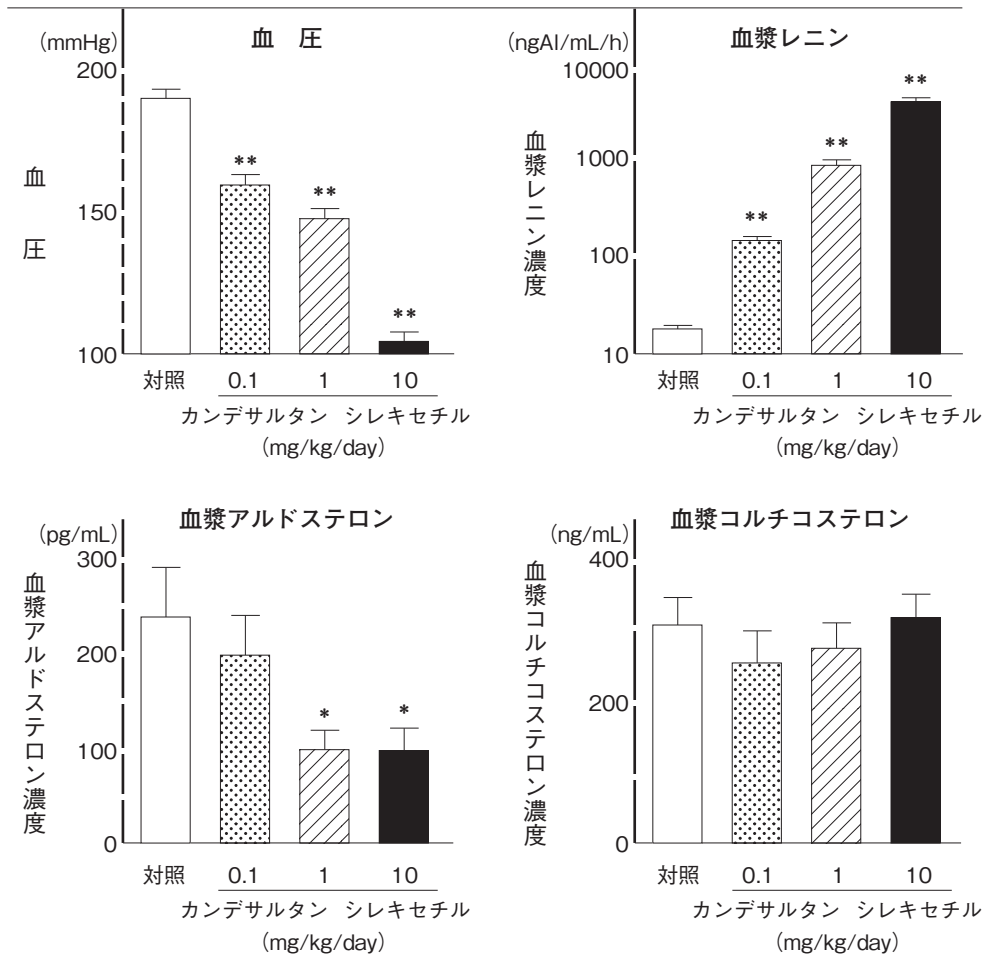 血 圧
(mmHg)
血 圧
200
150
100
**
**
**
対照 0.1 1 10
カンデサルタン シレキセチル
(mg/kg/day)
血漿レニン
(ngAI/mL/h)
血漿レニン濃度
10000
1000
100
10
**
**
**
対照 0.1 1 10
カンデサルタン シレキセチル
(mg/kg/day)
血漿アルドステロン
(pg/mL)
血漿アルドステロン濃度
300
200
100
0
*
*
対照 0.1 1 10
カンデサルタン シレキセチル
(mg/kg/day)
血漿コルチコステロン
(ng/mL)
血漿コルチコステロン濃度
400
200
0
対照 0.1 1 10
カンデサルタン シレキセチル
(mg/kg/day)